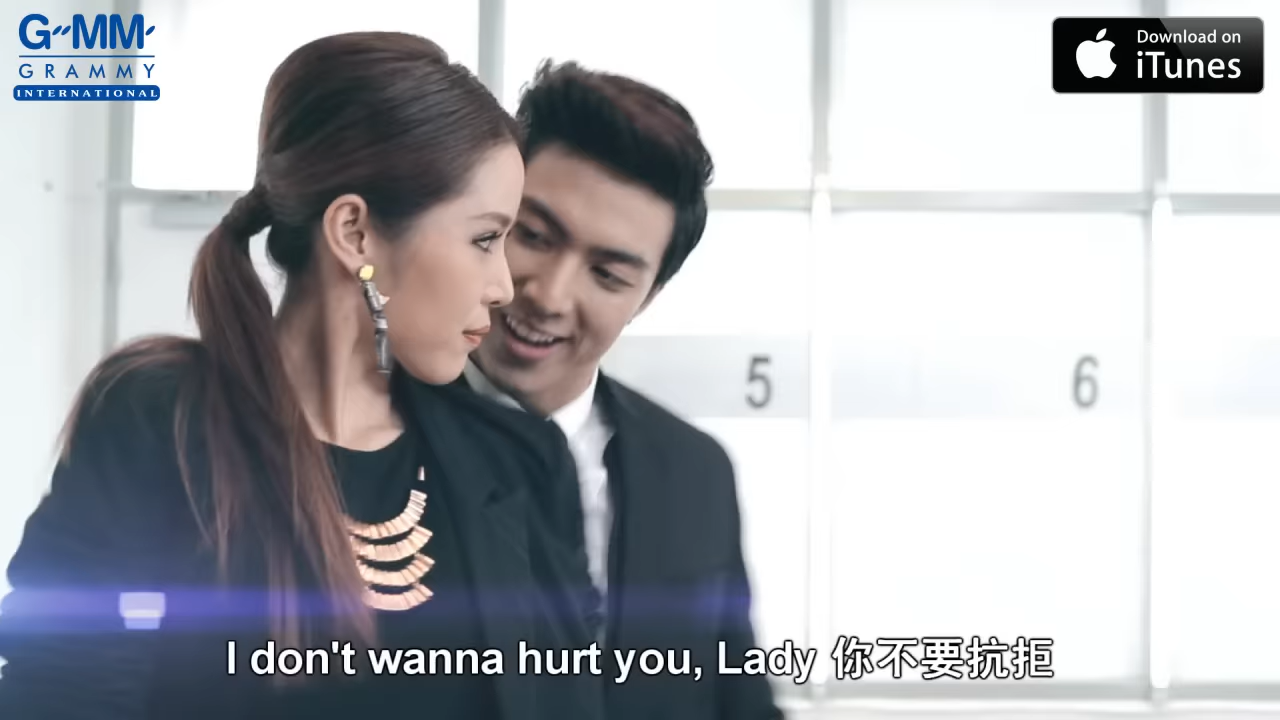 G-MM-
GRAMMY
INTERNATIONAL
Download on
iTunes
5
6
I don't wanna hurt you, Lady 你不要抗拒